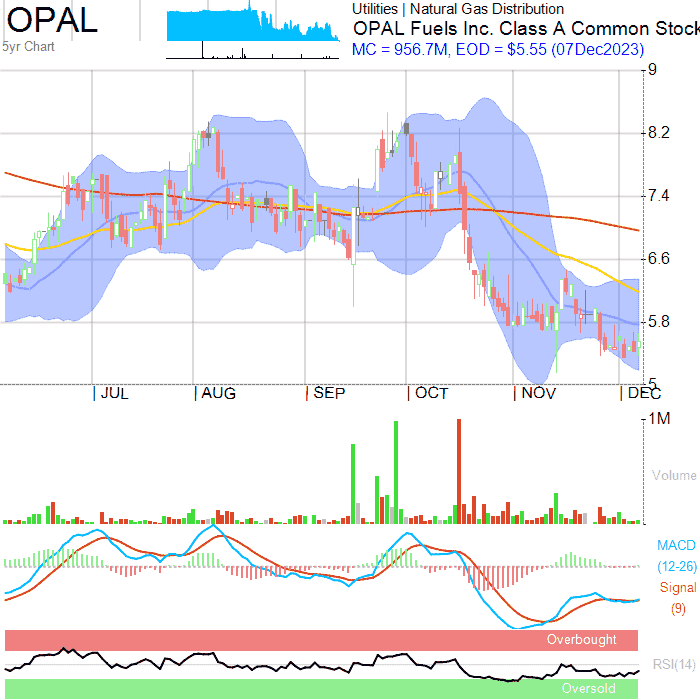 OPAL
5yr Chart
Utilities | Natural Gas Distribution
OPAL Fuels Inc. Class A Common Stock
MC = 956.7M, EOD = $5.55 (07Dec2023)
9
8.2
7.4
6.6
5.8
5
JUL AUG SEP OCT NOV DEC
1M
Volume
MACD
(12-26)
Signal
(9)
Overbought
RSI(14)
Oversold